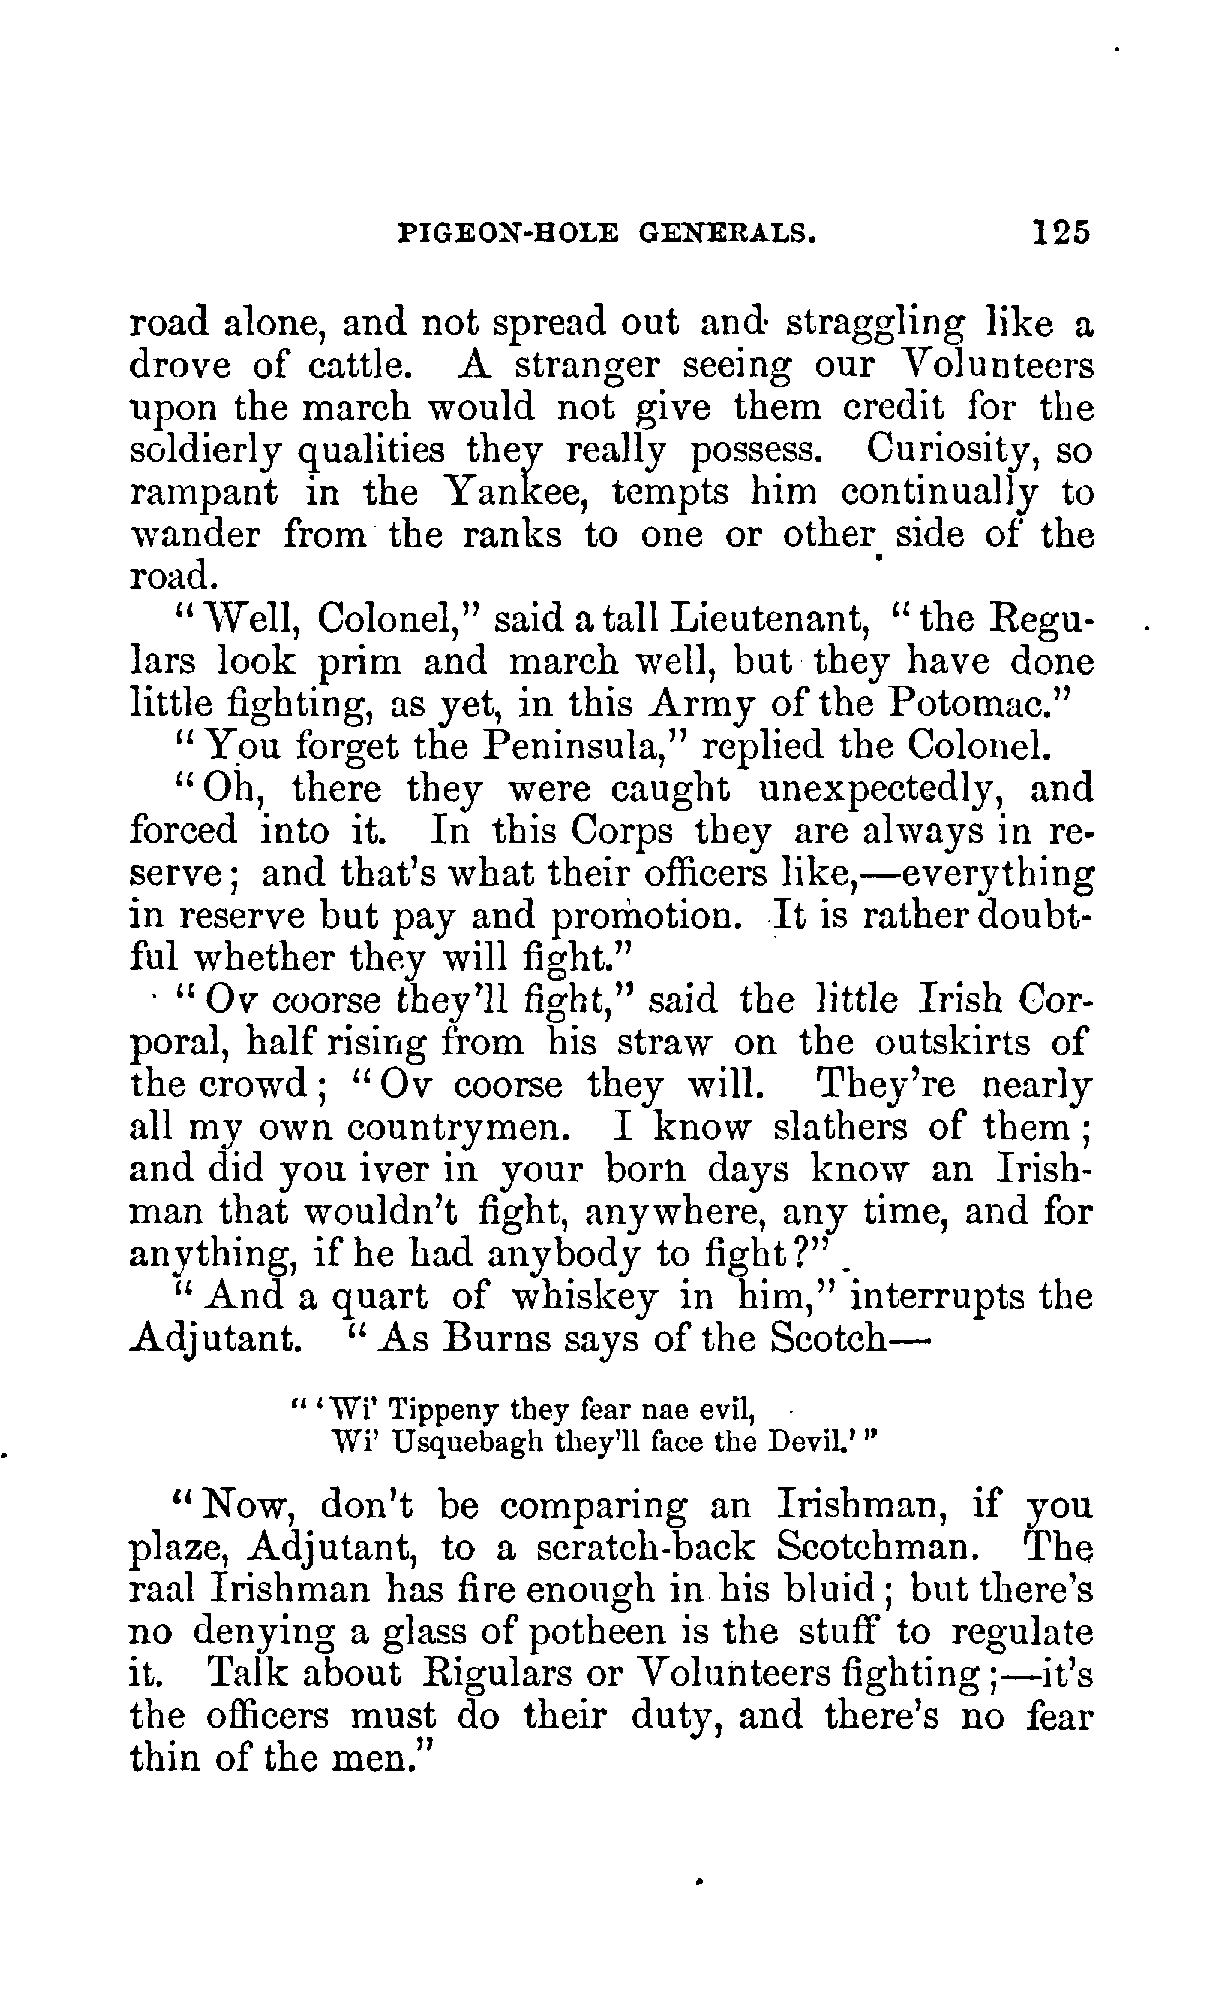 PIGEON-HOLE GENERALS. 125
road alone, and not spread out and straggling like a
drove of cattle. A stranger seeing our Volunteers
upon the march would not give them credit for the
soldierly qualities they really possess. Curiosity, so
rampant in the Yankee, tempts him continually to
wander from the ranks to one or other side of the
road.
"Well, Colonel," said a tall Lieutenant, "the Regu-
lars look prim and march well, but they have done
little fighting, as yet, in this Army of the Potomac."
"You forget the Peninsula," replied the Colonel.
"Oh, there they were caught unexpectedly, and
forced into it. In this Corps they are always in re-
serve; and that's what their officers like,—everything
in reserve but pay and promotion. It is rather doubt-
ful whether they will fight."
"Ov coorse they'll fight," said the little Irish Cor-
poral, half rising from his straw on the outskirts of
the crowd; "Ov coorse they will. They're nearly
all my own countrymen. I know slathers of them;
and did you iver in your born days know an Irish-
man that wouldn't fight, anywhere, any time, and for
anything, if he had anybody to fight?"
"And a quart of whiskey in him," interrupts the
Adjutant. "As Burns says of the Scotch—
"'Wi' Tippeny they fear nae evil,
Wi' Usquebagh they'll face the Devil.'"
"Now, don't be comparing an Irishman, if you
plaze, Adjutant, to a scratch-back Scotchman. The
raal Irishman has fire enough in his bluid; but there's
no denying a glass of potheen is the stuff to regulate
it. Talk about Rigulars or Volunteers fighting;—it's
the officers must do their duty, and there's no fear
thin of the men."